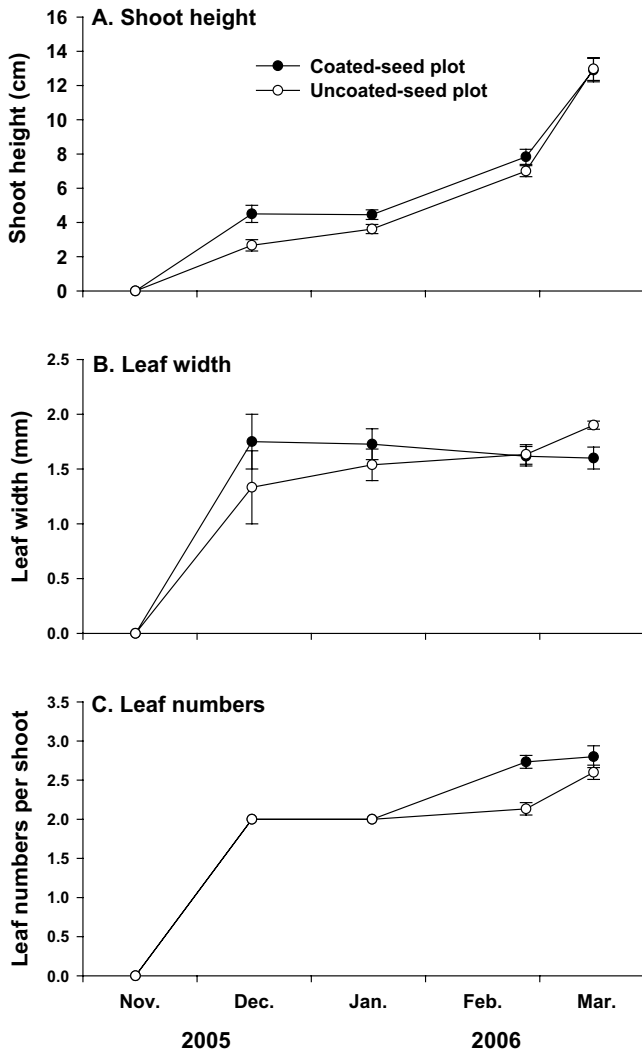 A. Shoot height
Coated-seed plot
Uncoated-seed plot
Shoot height (cm)
16
14
12
10
8
6
4
2
0
B. Leaf width
Leaf width (mm)
2.5
2.0
1.5
1.0
0.5
0.0
C. Leaf numbers
Leaf numbers per shoot
3.5
3.0
2.5
2.0
1.5
1.0
0.5
0.0
Nov. Dec. Jan. Feb. Mar.
2005 2006